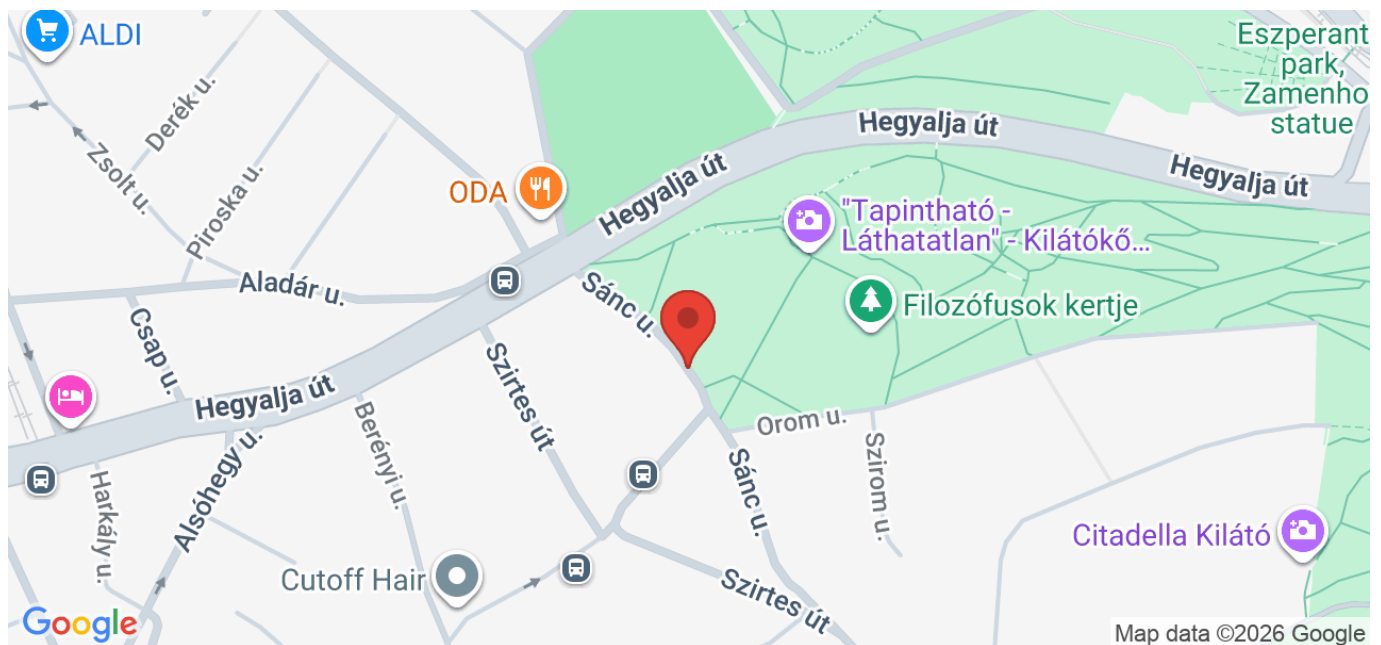 ALDI
Eszperant
park,
Zamenho
statue
Derék u.
Zsolt u.
Piroska u.
ODA
Hegyalja út
Hegyalja út
Hegyalja út
"Tapintható -
Láthatatlan" - Kilátókő...
Aladár u.
Sánc u.
Filozófusok kertje
Csap u.
Szirtes út
Hegyalja út
Berényi u.
Orom u.
Alsóhegy u.
Harkály u.
Sánc u.
Szirom u.
Citadella Kilátó
Cutoff Hair
Szirtes út
Google
Map data ©2026 Google